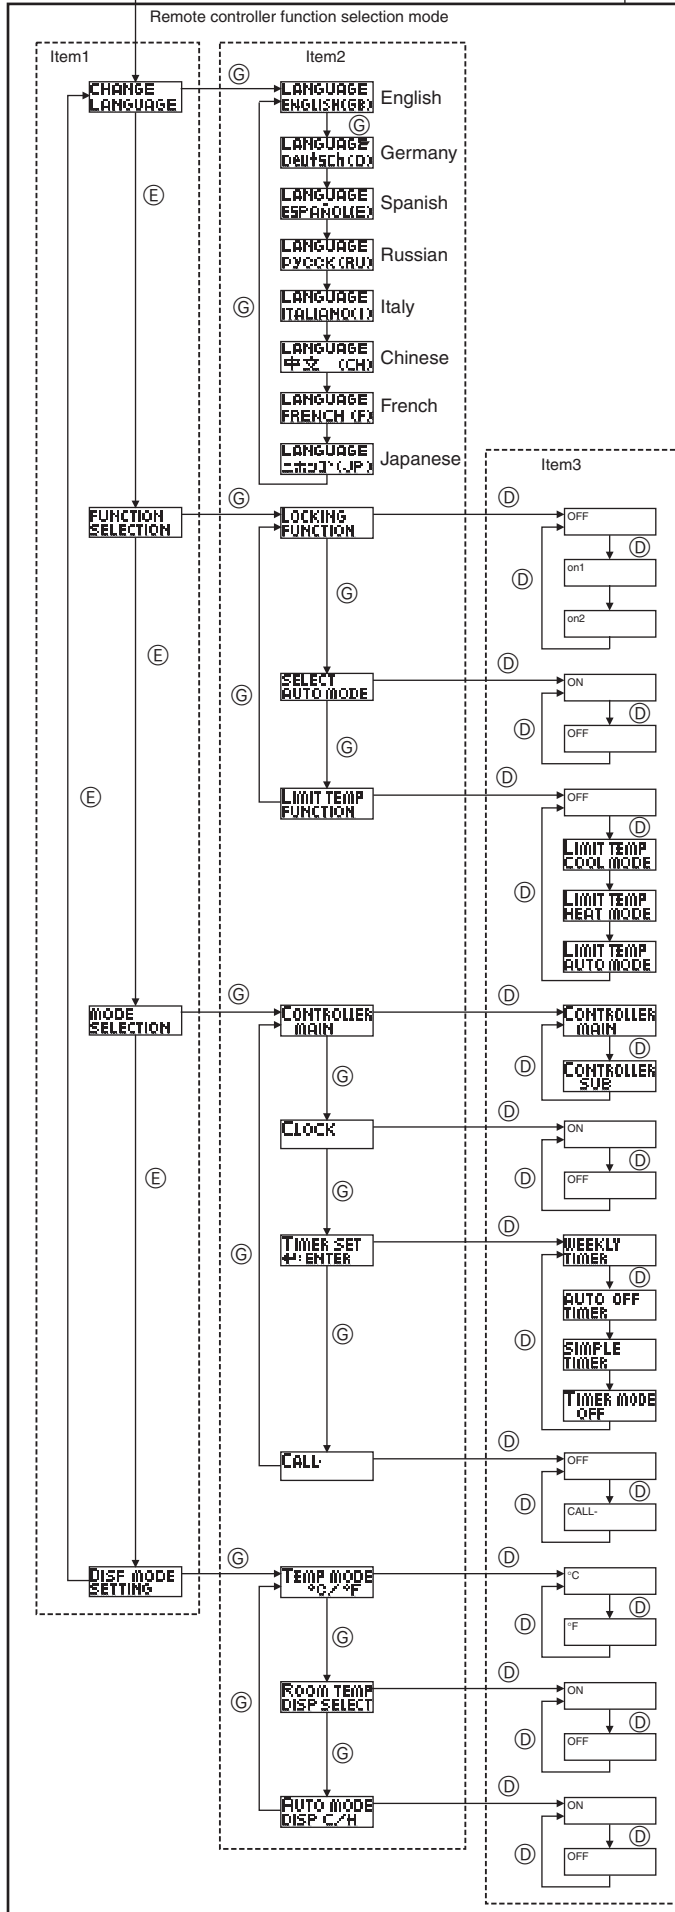 Remote controller function selection mode
Item1
Item2
CHANGE
LANGUAGE
Ⓖ
LANGUAGE
ENGLISH(GB)
English
Ⓖ
LANGUAGE
Deutsch(D)
Germany
Ⓔ
LANGUAGE
ESPAÑOL(E)
Spanish
LANGUAGE
РУССК(RU)
Russian
Ⓖ
LANGUAGE
ITALIANO(I)
Italy
LANGUAGE
中文 (CH)
Chinese
LANGUAGE
FRENCH (F)
French
LANGUAGE
ニホンゴ(JP)
Japanese
Item3
FUNCTION
SELECTION
Ⓖ
LOCKING
FUNCTION
Ⓓ
OFF
Ⓓ
Ⓓ
on1
Ⓖ
on2
Ⓔ
Ⓖ
SELECT
AUTO MODE
Ⓓ
ON
Ⓓ
Ⓓ
OFF
Ⓖ
Ⓔ
LIMIT TEMP
FUNCTION
Ⓓ
OFF
Ⓓ
LIMIT TEMP
COOL MODE
Ⓓ
LIMIT TEMP
HEAT MODE
LIMIT TEMP
AUTO MODE
MODE
SELECTION
Ⓖ
CONTROLLER
MAIN
Ⓓ
CONTROLLER
MAIN
Ⓓ
Ⓓ
CONTROLLER
SUB
Ⓖ
CLOCK
Ⓓ
ON
Ⓓ
Ⓓ
OFF
Ⓔ
Ⓖ
Ⓖ
TIMER SET
↵:ENTER
Ⓓ
WEEKLY
TIMER
Ⓓ
AUTO OFF
TIMER
Ⓓ
SIMPLE
TIMER
Ⓖ
TIMER MODE
OFF
CALL-
Ⓓ
OFF
Ⓓ
Ⓓ
CALL-
DISP MODE
SETTING
Ⓖ
TEMP MODE
°C/°F
Ⓓ
°C
Ⓓ
Ⓓ
°F
Ⓖ
Ⓖ
ROOM TEMP
DISP SELECT
Ⓓ
ON
Ⓓ
Ⓓ
OFF
Ⓖ
AUTO MODE
DISP C/H
Ⓓ
ON
Ⓓ
Ⓓ
OFF